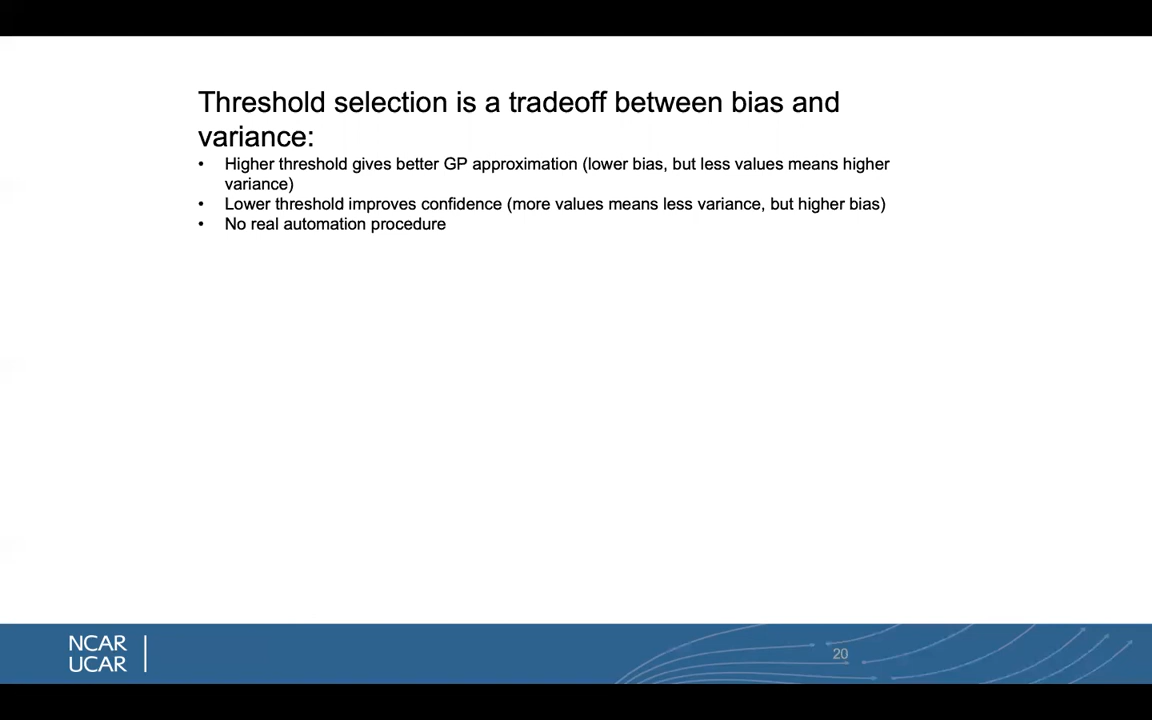 Threshold selection is a tradeoff between bias and
variance:
• Higher threshold gives better GP approximation (lower bias, but less values means higher
variance)
• Lower threshold improves confidence (more values means less variance, but higher bias)
• No real automation procedure
NCAR
UCAR
20